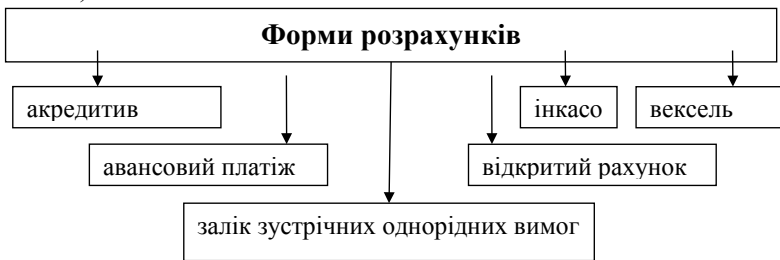 Форми розрахунків
акредитив
інкасо
вексель
авансовий платіж
відкритий рахунок
залік зустрічних однорідних вимог